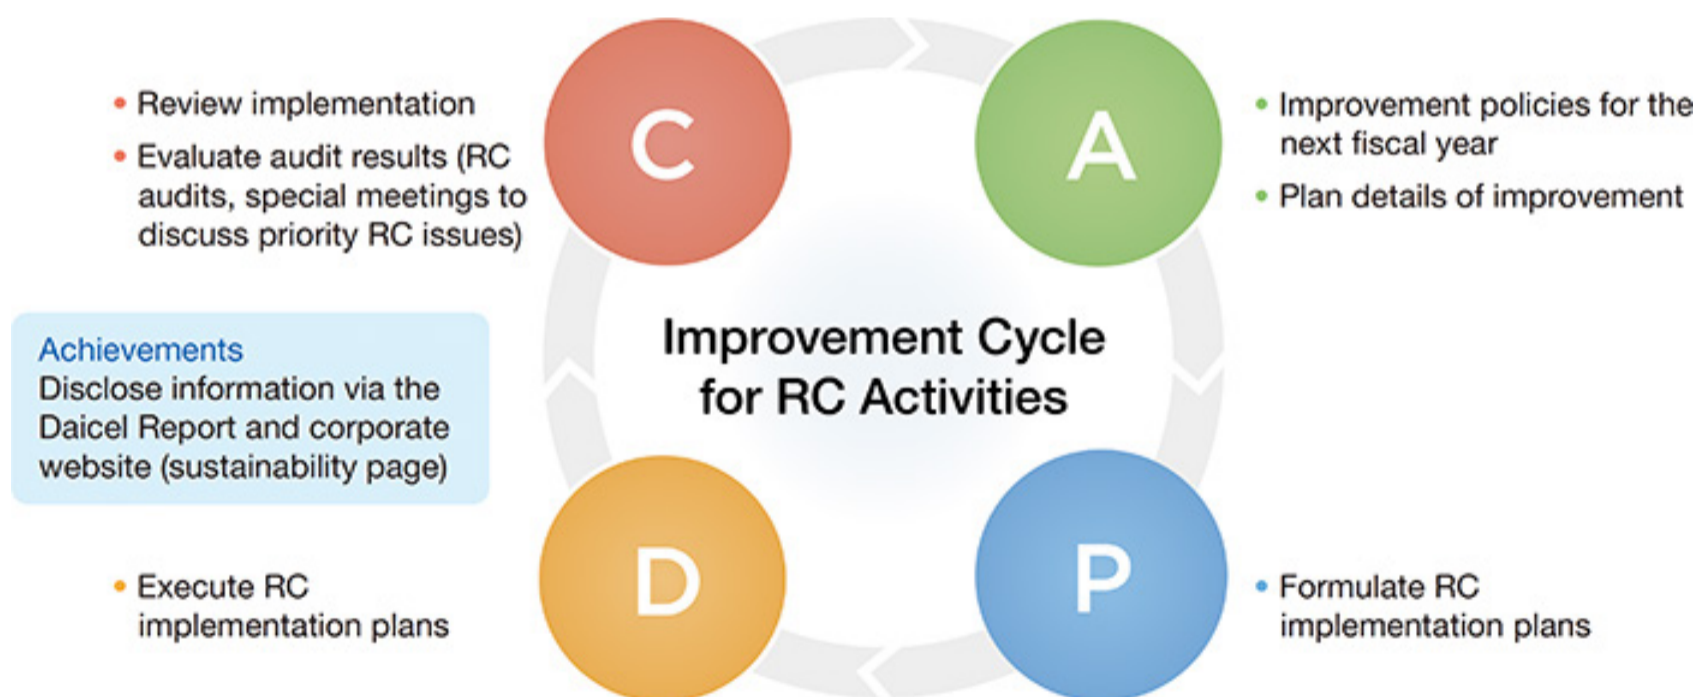 C
• Review implementation
• Evaluate audit results (RC
audits, special meetings to
discuss priority RC issues)
A
• Improvement policies for the
next fiscal year
• Plan details of improvement
Improvement Cycle
for RC Activities
Achievements
Disclose information via the
Daicel Report and corporate
website (sustainability page)
D
• Execute RC
implementation plans
P
• Formulate RC
implementation plans